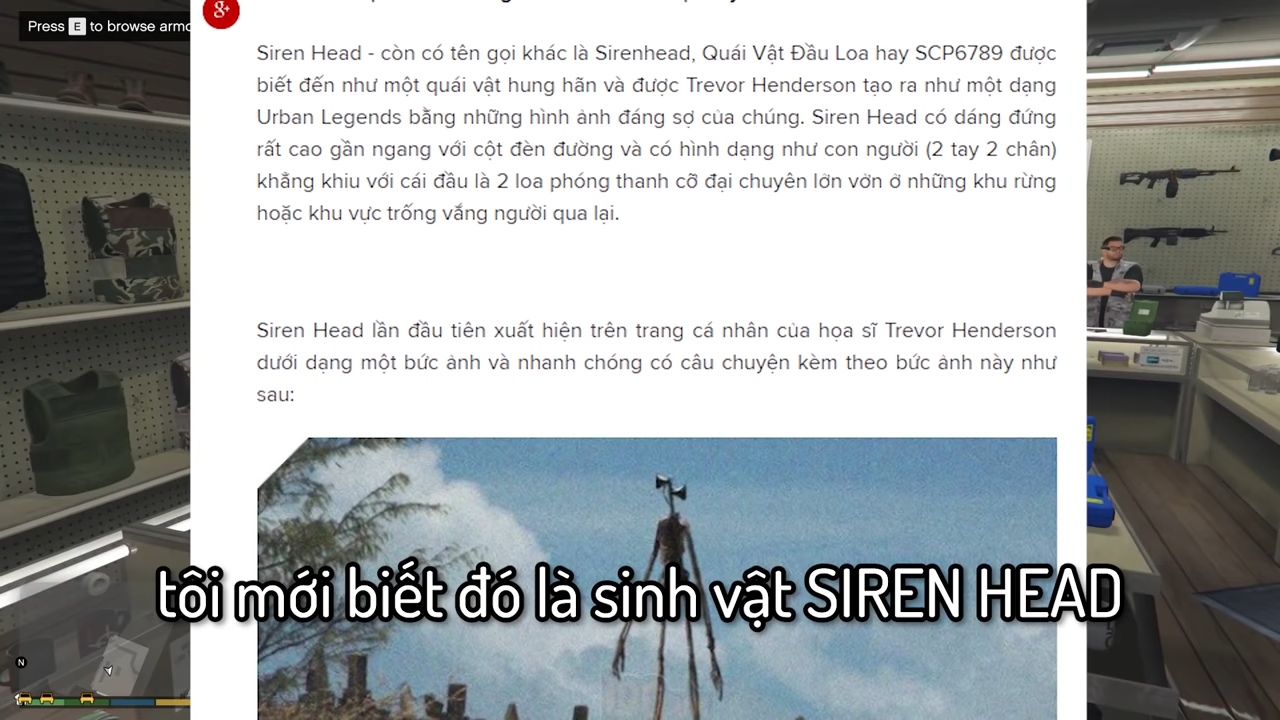 Press E to browse armo
g+
Siren Head - còn có tên gọi khác là Sirenhead, Quái Vật Đầu Loa hay SCP6789 được
biết đến như một quái vật hung hãn và được Trevor Henderson tạo ra như một dạng
Urban Legends bằng những hình ảnh đáng sợ của chúng. Siren Head có dáng đứng
rất cao gần ngang với cột đèn đường và có hình dạng như con người (2 tay 2 chân)
khẳng khiu với cái đầu là 2 loa phóng thanh cỡ đại chuyên lởn vởn ở những khu rừng
hoặc khu vực trống vắng người qua lại.
Siren Head lần đầu tiên xuất hiện trên trang cá nhân của họa sĩ Trevor Henderson
dưới dạng một bức ảnh và nhanh chóng có câu chuyện kèm theo bức ảnh này như
sau:
tôi mới biết đó là sinh vật SIREN HEAD
N